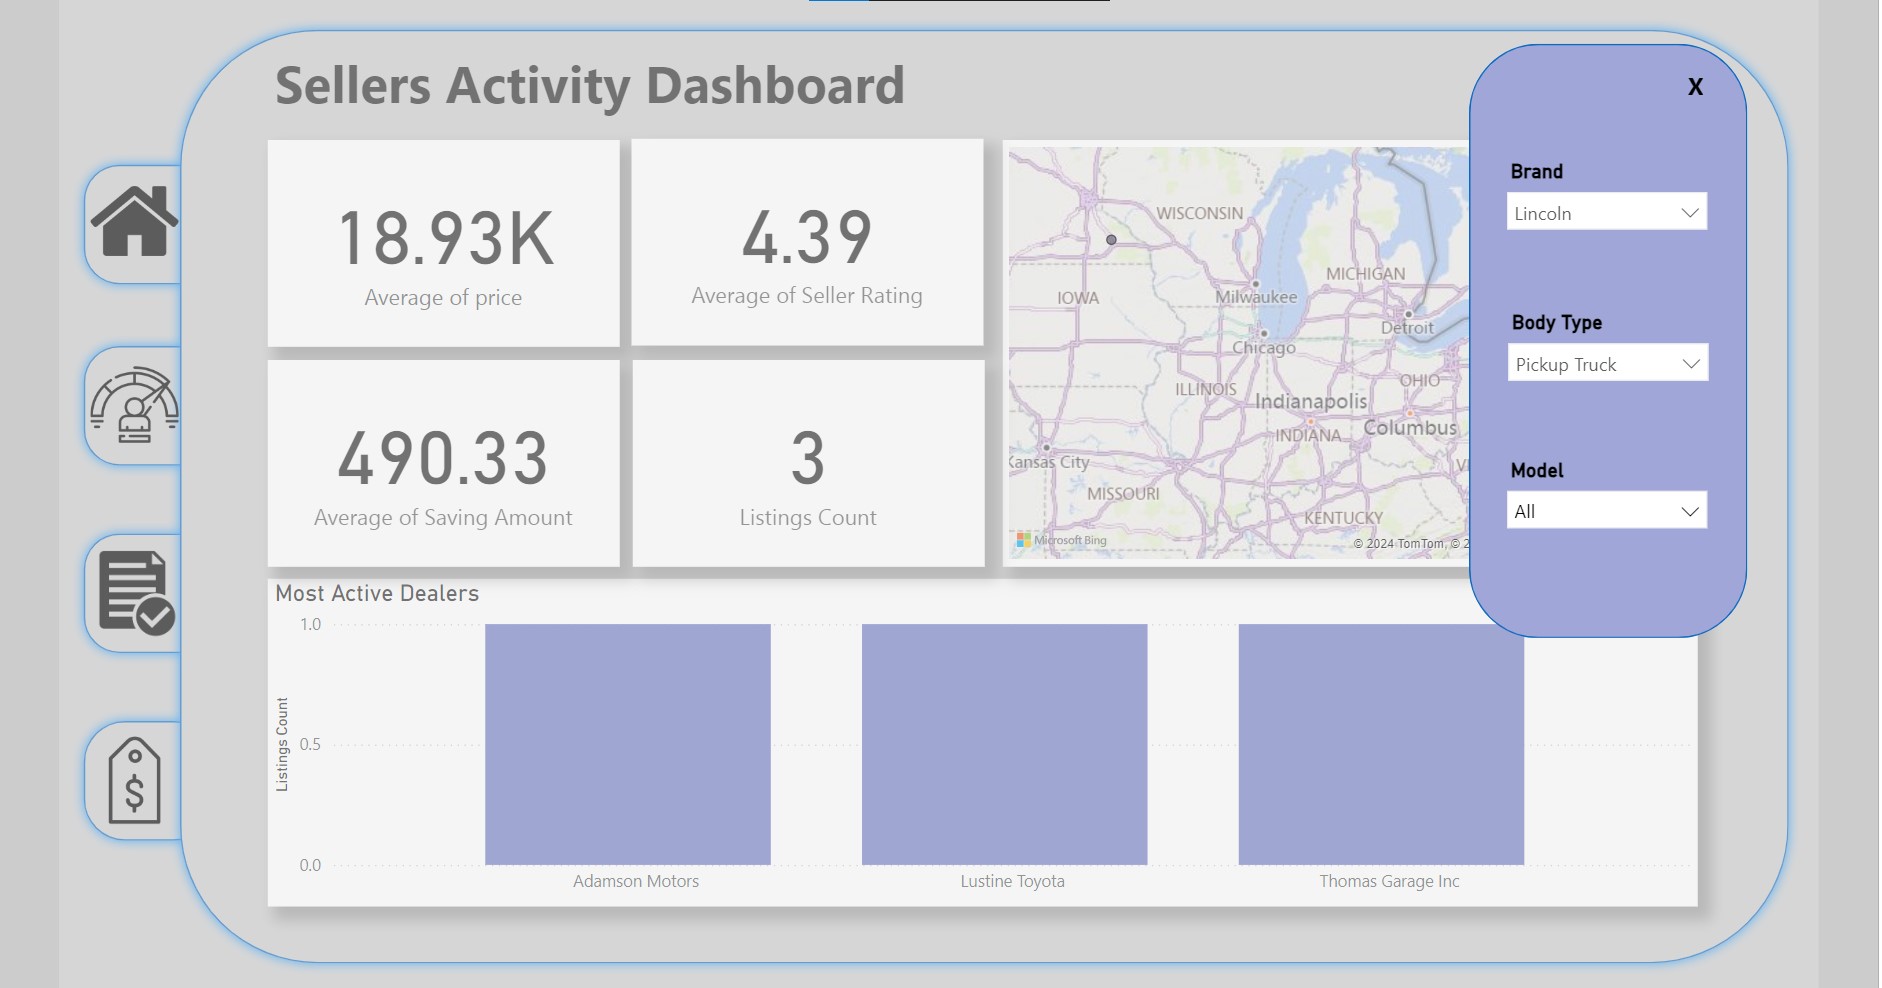 Sellers Activity Dashboard
X
18.93K
Average of price
4.39
Average of Seller Rating
490.33
Average of Saving Amount
3
Listings Count
WISCONSIN
MICHIGAN
IOWA
Milwaukee
Detroit
Chicago
OHIO
ILLINOIS
Indianapolis
Columbus
INDIANA
Kansas City
MISSOURI
KENTUCKY
Microsoft Bing
© 2024 TomTom, © 2
Brand
Lincoln
Body Type
Pickup Truck
Model
All
Most Active Dealers
Listings Count
1.0
0.5
0.0
Adamson Motors
Lustine Toyota
Thomas Garage Inc
$